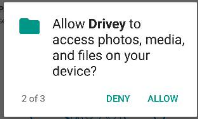 Allow Drivey to
access photos, media,
and files on your
device?
2 of 3 DENY ALLOW